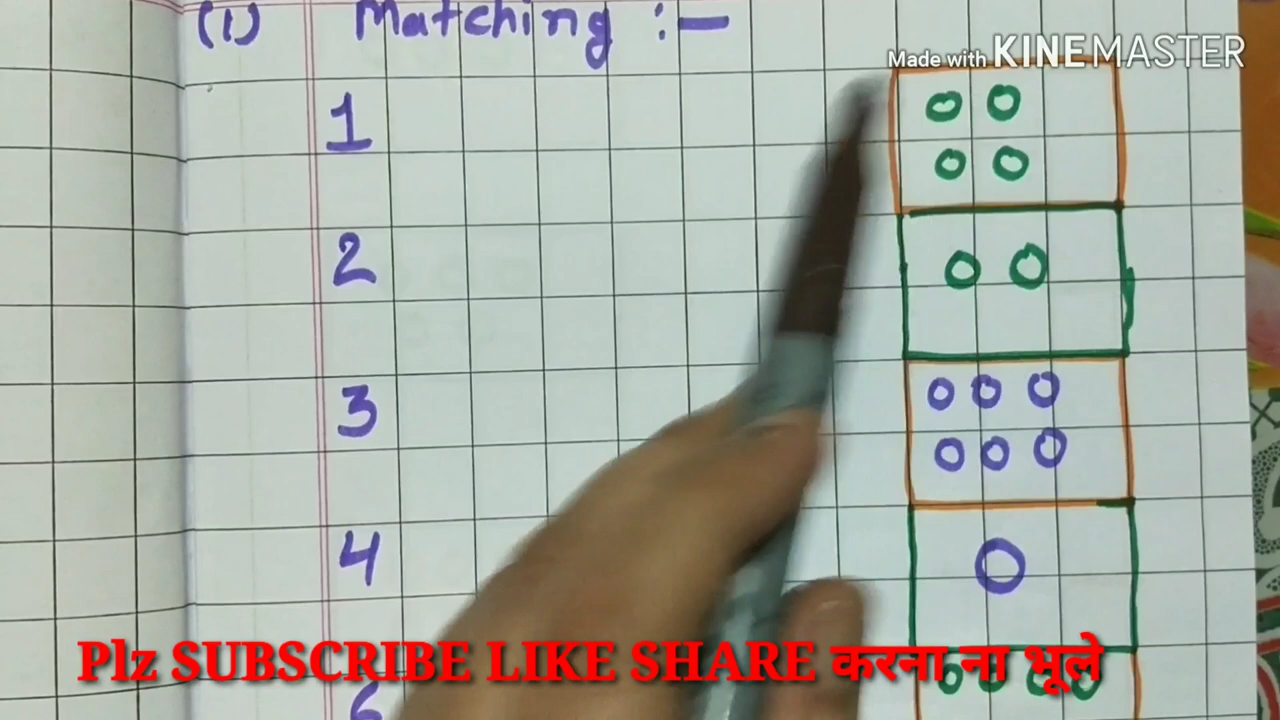 (1) Matching :-
Made with KINEMASTER
1
2
3
4
Plz SUBSCRIBE LIKE SHARE करना ना भूले